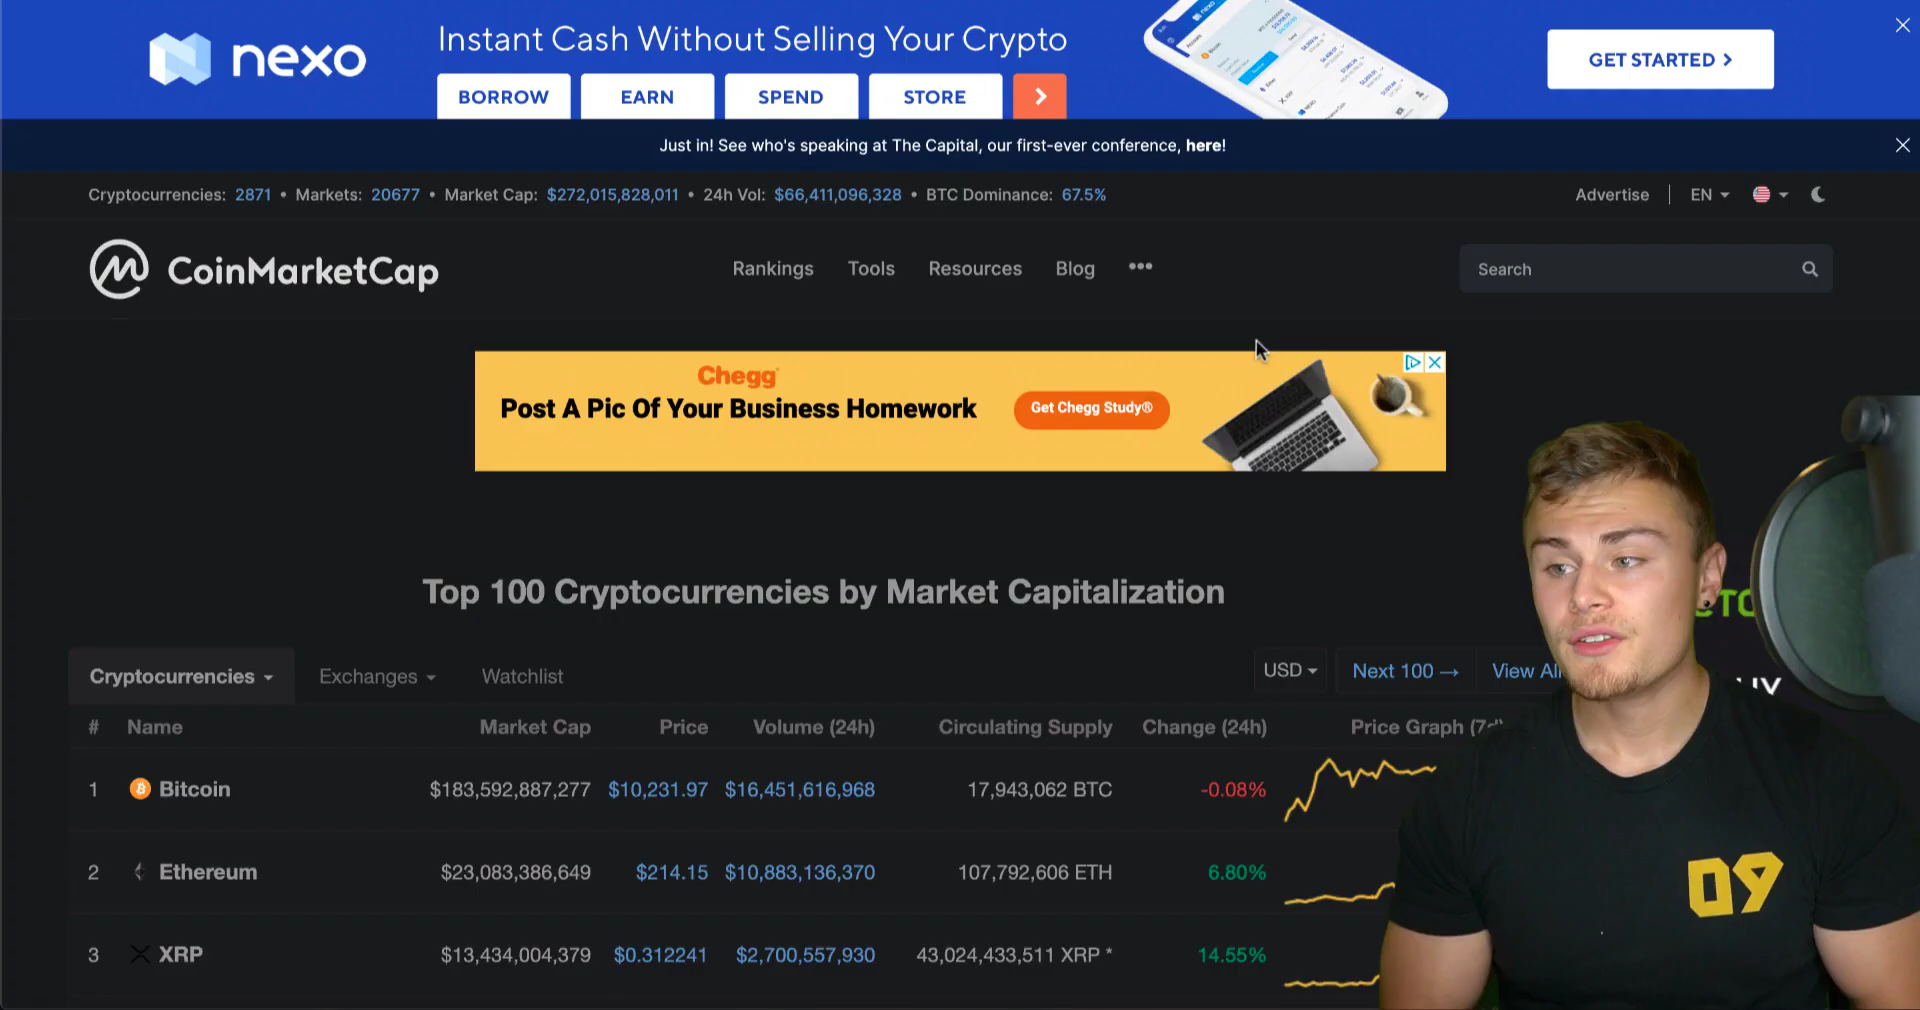 nexo
Instant Cash Without Selling Your Crypto
BORROW EARN SPEND STORE
GET STARTED >
Just in! See who's speaking at The Capital, our first-ever conference, here!
Cryptocurrencies: 2871 • Markets: 20677 • Market Cap: $272,015,828,011 • 24h Vol: $66,411,096,328 • BTC Dominance: 67.5%
Advertise | EN
CoinMarketCap
Rankings Tools Resources Blog •••
Search
Chegg
Post A Pic Of Your Business Homework
Get Chegg Study®
Top 100 Cryptocurrencies by Market Capitalization
Cryptocurrencies Exchanges Watchlist
USD Next 100 → View All
# Name Market Cap Price Volume (24h) Circulating Supply Change (24h) Price Graph (7d)
1 Bitcoin $183,592,887,277 $10,231.97 $16,451,616,968 17,943,062 BTC -0.08%
2 Ethereum $23,083,386,649 $214.15 $10,883,136,370 107,792,606 ETH 6.80%
3 XRP $13,434,004,379 $0.312241 $2,700,557,930 43,024,433,511 XRP * 14.55%
09